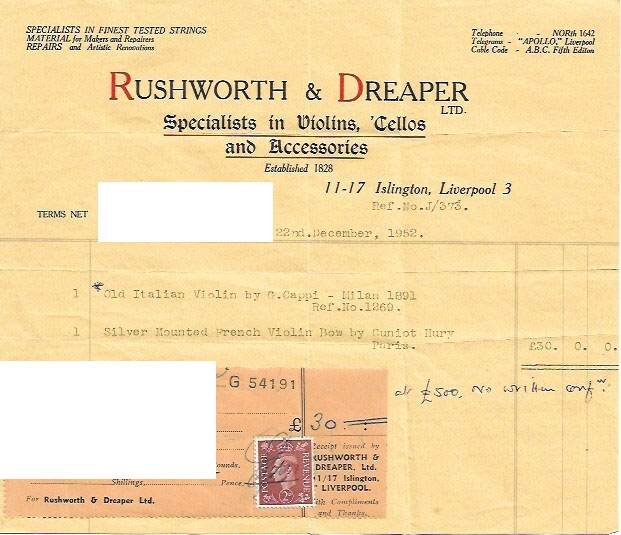 SPECIALISTS IN FINEST TESTED STRINGS
MATERIAL for Makers and Repairers
REPAIRS and Artistic Renovations
Telephone - - NORth 1642
Telegrams - "APOLLO," Liverpool
Cable Code - A.B.C. Fifth Editon
RUSHWORTH & DREAPER
LTD.
Specialists in Violins, 'Cellos
and Accessories
Established 1828
11-17 Islington, Liverpool 3
Ref.No.J/373.
TERMS NET
22nd.December, 1952.
1 Old Italian Violin by G.Cappi - Milan 1891
Ref.No.1269.
1 Silver Mounted French Violin Bow by Cuniot Hury
Paris. £30. 0. 0.
G 54191
at £500, no written conf
£ 30
Receipt issued by
RUSHWORTH &
DREAPER, Ltd.
11/17 Islington,
LIVERPOOL.
With Compliments
and Thanks.
POSTAGE REVENUE
2D
Pounds.
Shillings, Pence.
For Rushworth & Dreaper Ltd.